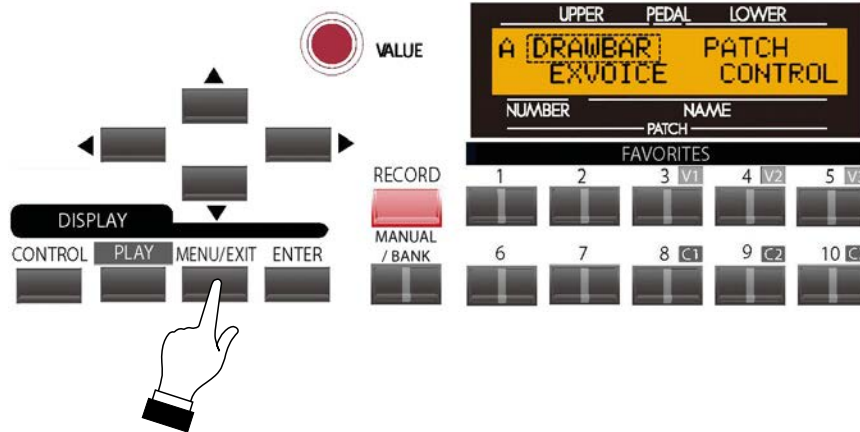 VALUE
UPPER PEDAL LOWER
A DRAWBAR PATCH
EXVOICE CONTROL
NUMBER NAME
PATCH
FAVORITES
RECORD
1 2 3 V1 4 V2 5
DISPLAY
CONTROL PLAY MENU/EXIT ENTER
MANUAL
/ BANK
6 7 8 C1 9 C2 10